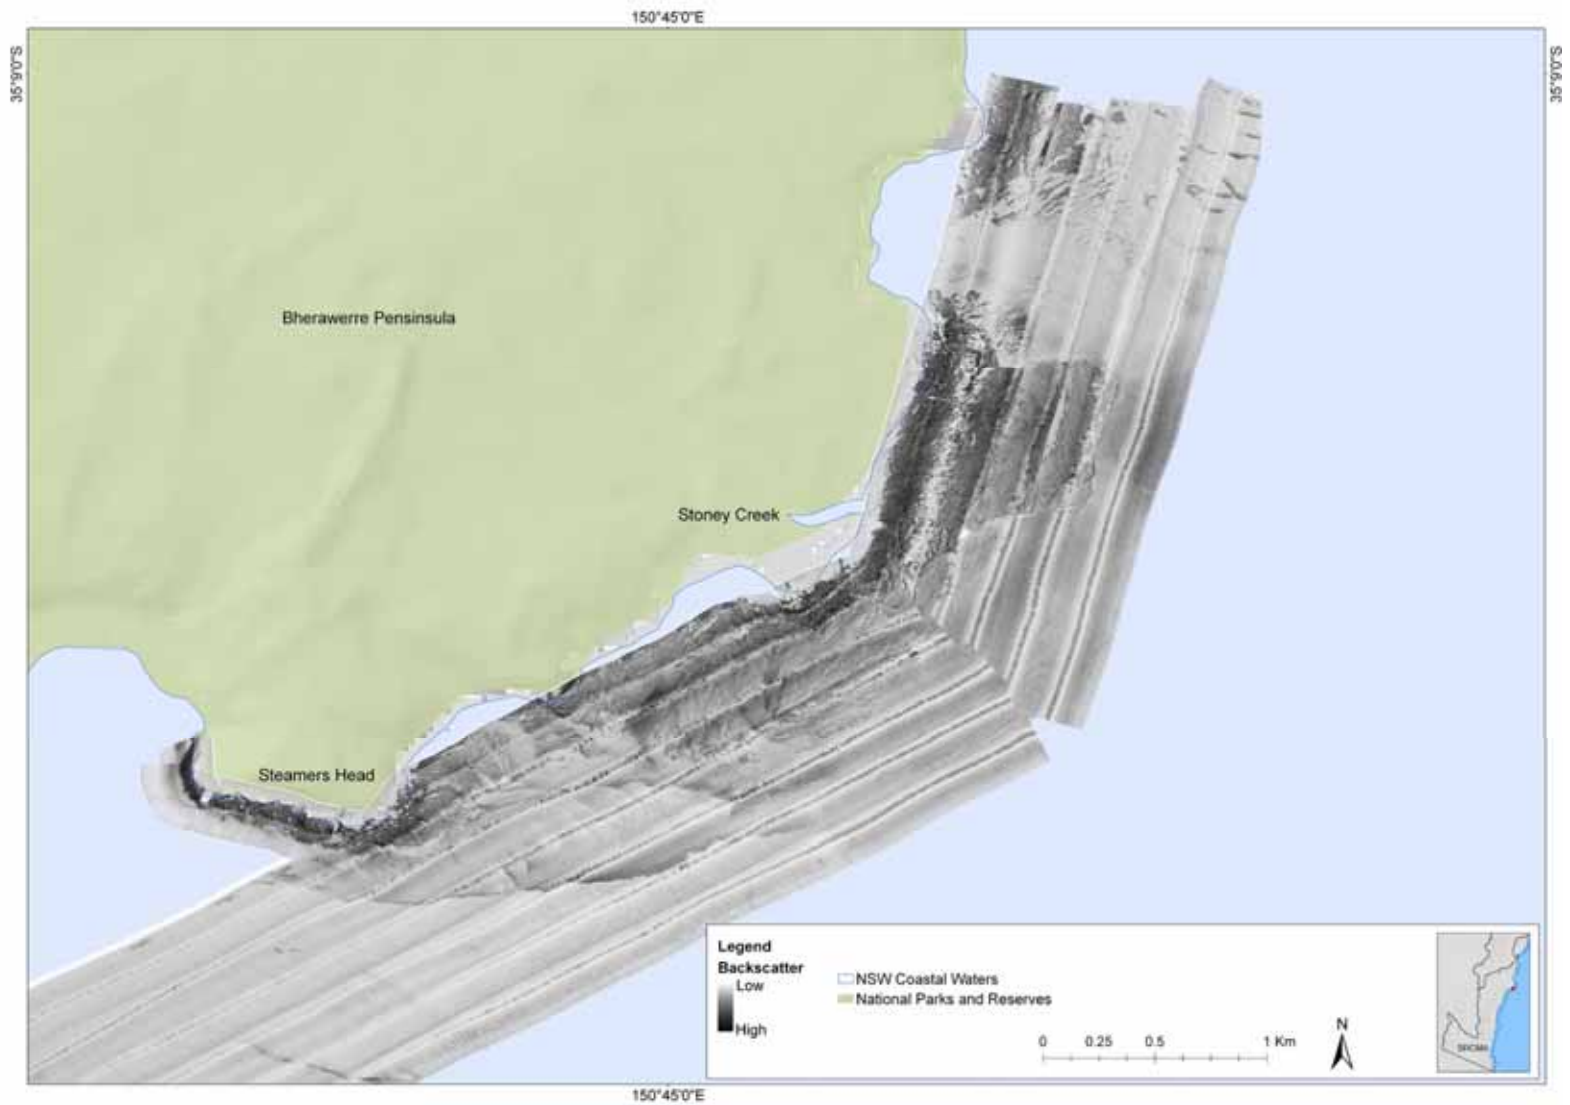 150°45'0"E
35°9'0"S
35°9'0"S
Bherawerre Pensinsula
Stoney Creek
Steamers Head
Legend
Backscatter
Low
High
NSW Coastal Waters
National Parks and Reserves
0 0.25 0.5 1 Km
N
150°45'0"E